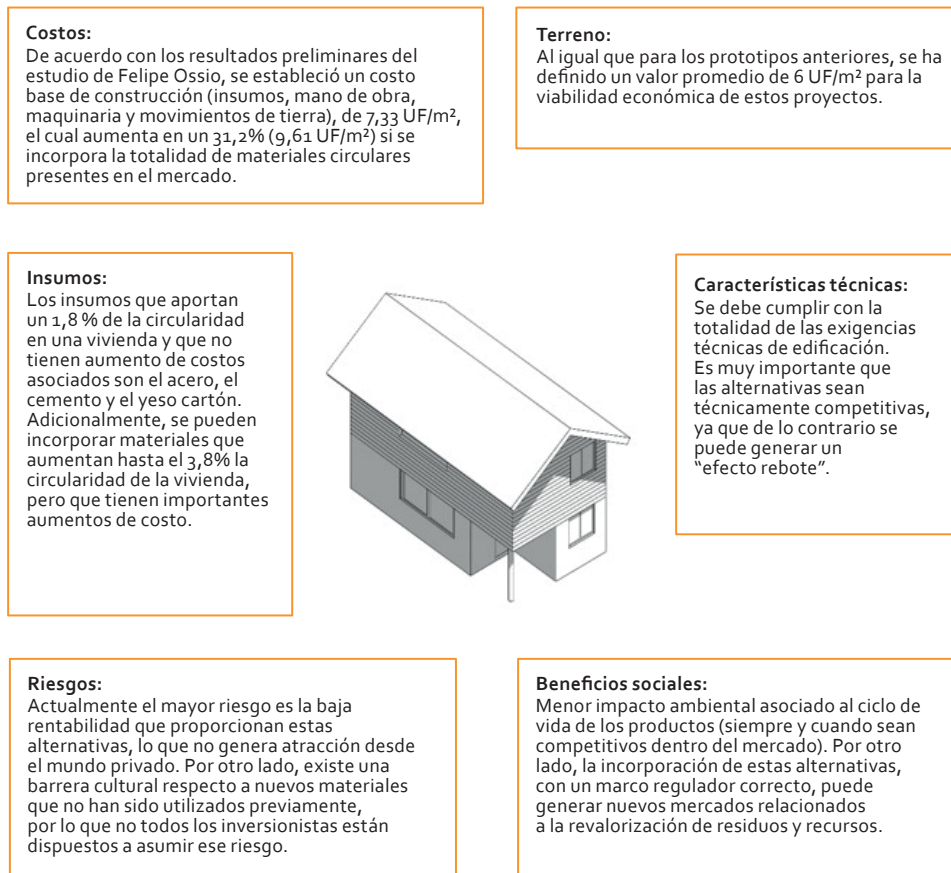 Costos:
De acuerdo con los resultados preliminares del
estudio de Felipe Ossio, se estableció un costo
base de construcción (insumos, mano de obra,
maquinaria y movimientos de tierra), de 7,33 UF/m²,
el cual aumenta en un 31,2% (9,61 UF/m²) si se
incorpora la totalidad de materiales circulares
presentes en el mercado.
Terreno:
Al igual que para los prototipos anteriores, se ha
definido un valor promedio de 6 UF/m² para la
viabilidad económica de estos proyectos.
Insumos:
Los insumos que aportan
un 1,8 % de la circularidad
en una vivienda y que no
tienen aumento de costos
asociados son el acero, el
cemento y el yeso cartón.
Adicionalmente, se pueden
incorporar materiales que
aumentan hasta el 3,8% la
circularidad de la vivienda,
pero que tienen importantes
aumentos de costo.
Características técnicas:
Se debe cumplir con la
totalidad de las exigencias
técnicas de edificación.
Es muy importante que
las alternativas sean
técnicamente competitivas,
ya que de lo contrario se
puede generar un
“efecto rebote”.
Riesgos:
Actualmente el mayor riesgo es la baja
rentabilidad que proporcionan estas
alternativas, lo que no genera atracción desde
el mundo privado. Por otro lado, existe una
barrera cultural respecto a nuevos materiales
que no han sido utilizados previamente,
por lo que no todos los inversionistas están
dispuestos a asumir ese riesgo.
Beneficios sociales:
Menor impacto ambiental asociado al ciclo de
vida de los productos (siempre y cuando sean
competitivos dentro del mercado). Por otro
lado, la incorporación de estas alternativas,
con un marco regulador correcto, puede
generar nuevos mercados relacionados
a la revalorización de residuos y recursos.